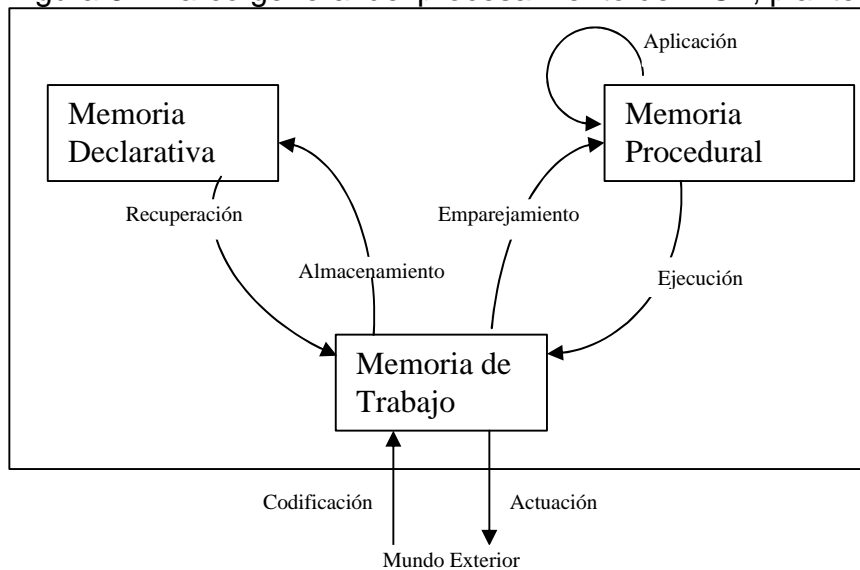 Aplicación
Memoria
Declarativa
Memoria
Procedural
Recuperación
Emparejamiento
Almacenamiento
Ejecución
Memoria de
Trabajo
Codificación
Actuación
Mundo Exterior